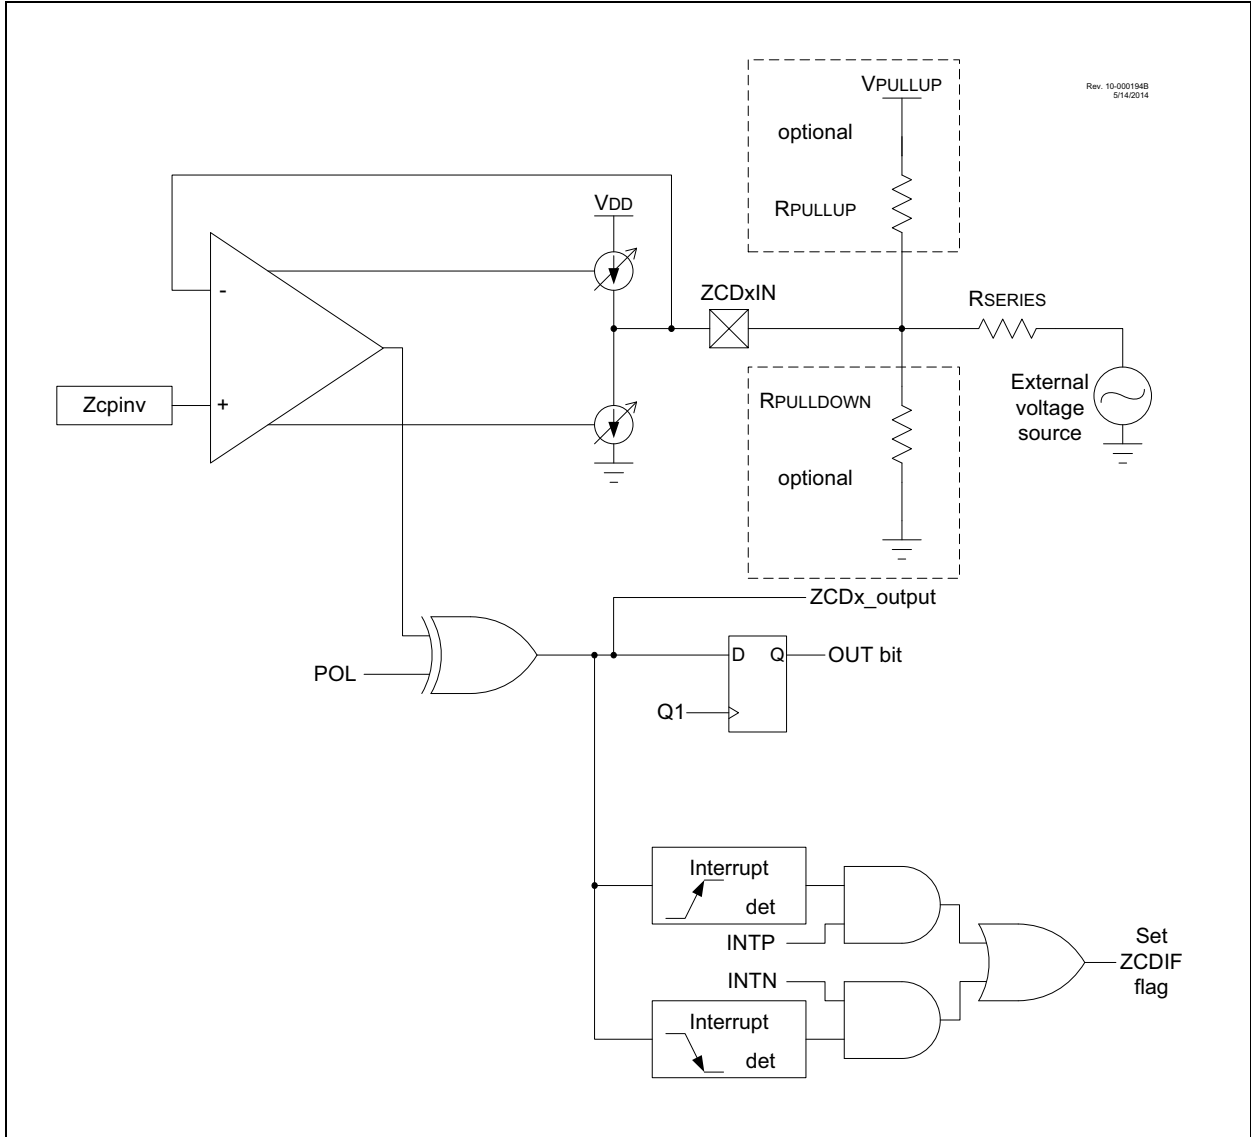 VPULLUP
Rev. 10-000194B
5/14/2014
optional
VDD
RPULLUP
ZCDxIN
RSERIES
-
Zcpinv
+
RPULLDOWN
External
voltage
source
optional
ZCDx_output
D Q
OUT bit
POL
Q1
Interrupt
det
INTP
Set
ZCDIF
flag
INTN
Interrupt
det